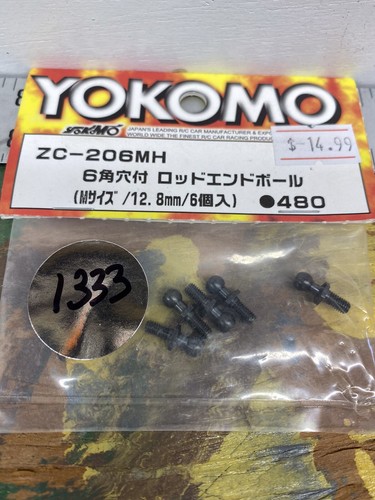 YOKOMO
YOKOMO
JAPAN'S LEADING R/C CAR MANUFACTURER &
WORLD WIDE THE FINEST R/C CAR RACING
$-14.99
ZC-206MH
6角穴付 ロッドエンドボール
(Mサイズ/12.8mm/6個入) ●480
1333